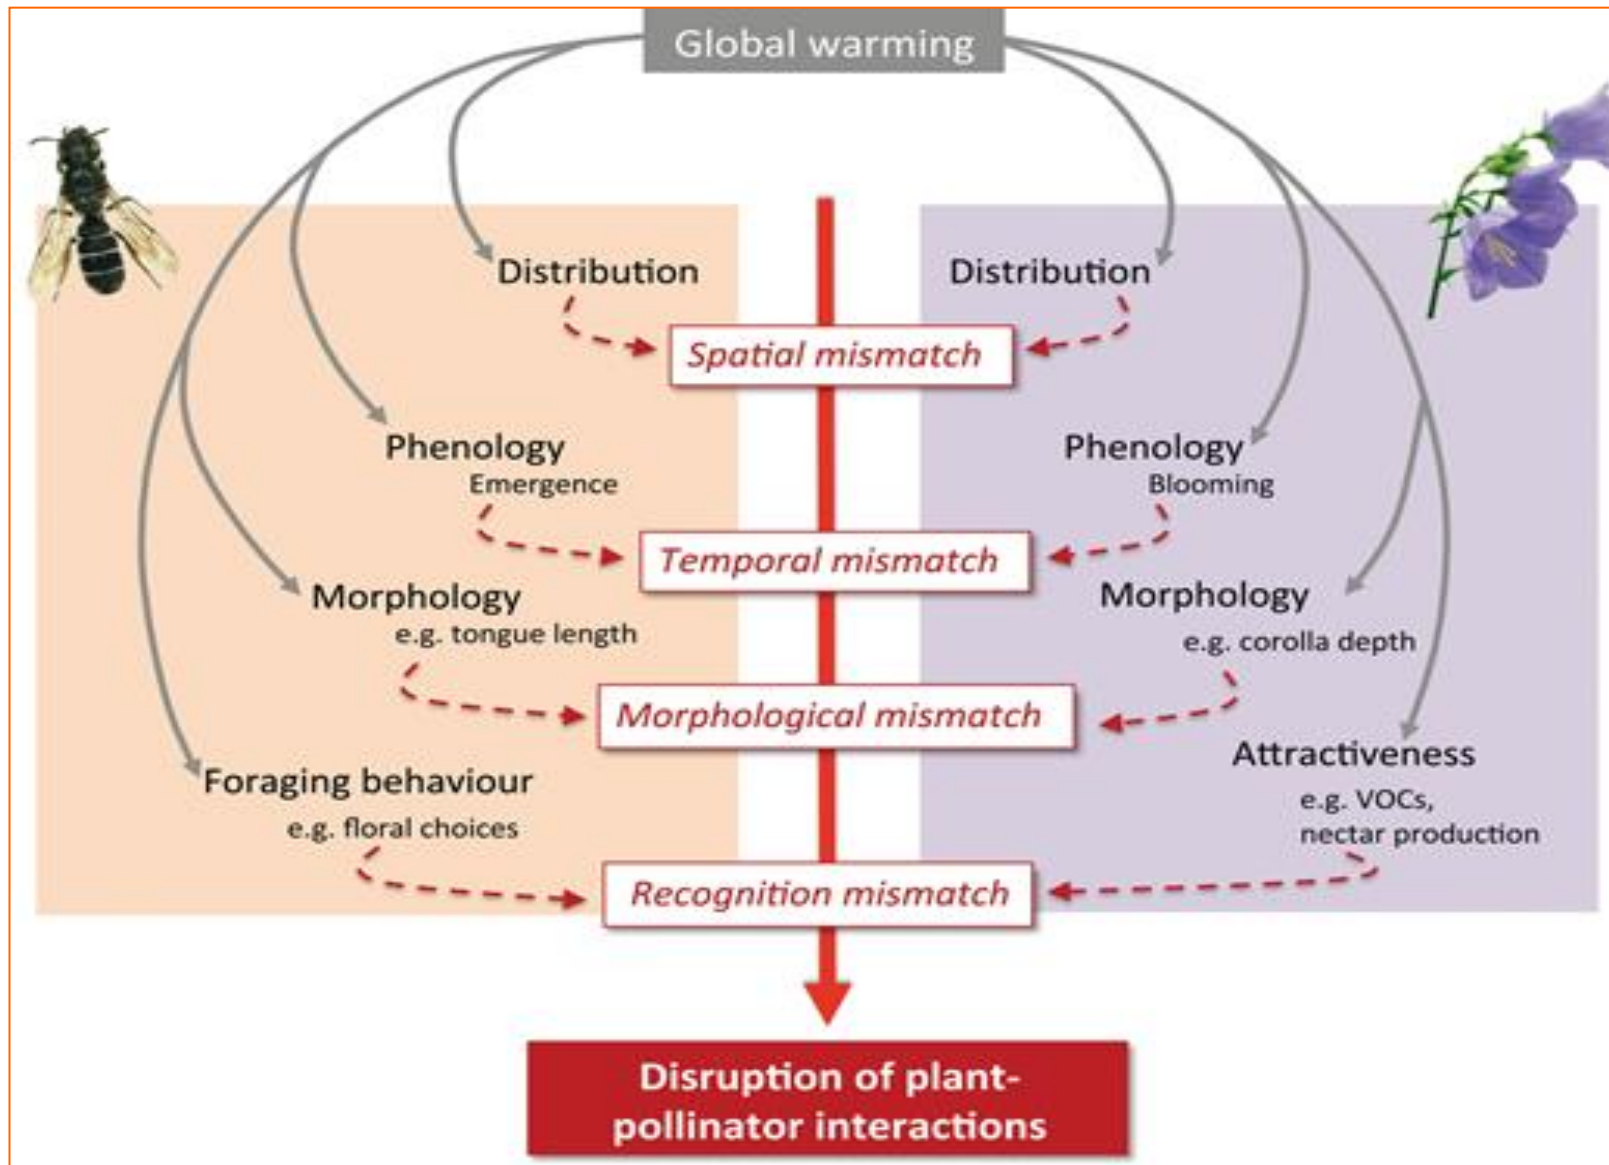 Global warming
Distribution
Distribution
Spatial mismatch
Phenology
Emergence
Phenology
Blooming
Temporal mismatch
Morphology
e.g. tongue length
Morphology
e.g. corolla depth
Morphological mismatch
Foraging behaviour
e.g. floral choices
Attractiveness
e.g. VOCs,
nectar production
Recognition mismatch
Disruption of plant-
pollinator interactions